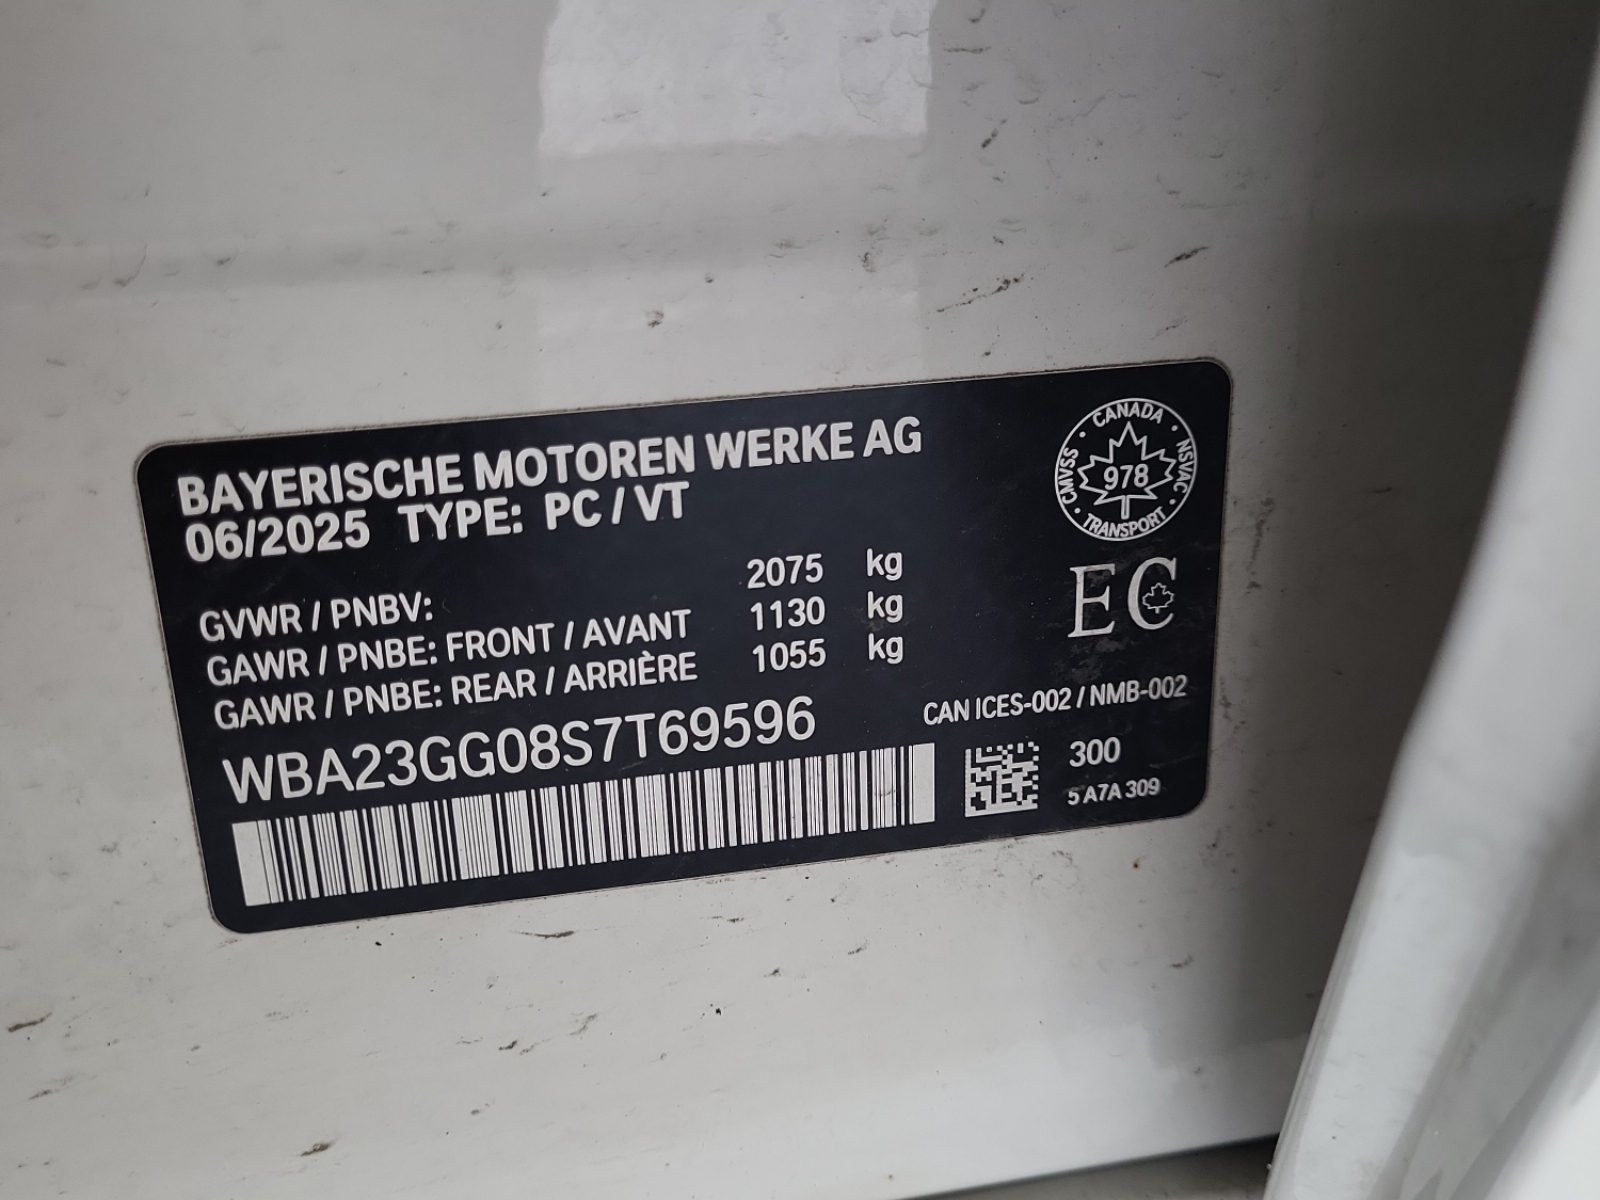 BAYERISCHE MOTOREN WERKE AG
06/2025 TYPE: PC / VT
GVWR / PNBV: 2075 kg
GAWR / PNBE: FRONT / AVANT 1130 kg
GAWR / PNBE: REAR / ARRIÈRE 1055 kg
WBA23GG08S7T69596
CANADA
NSVAC
TRANSPORT
CMVSS
978
EC
CAN ICES-002 / NMB-002
300
5 A7A 309